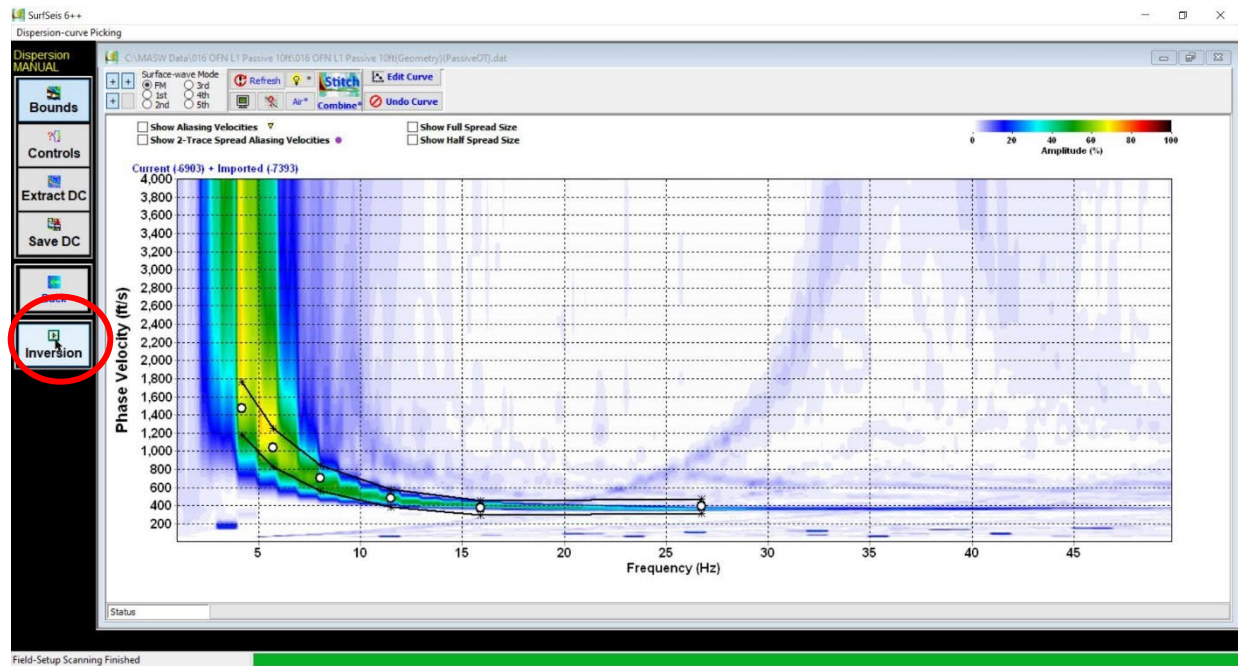 SurfSeis 6++
Dispersion-curve Picking
Dispersion
MANUAL
Bounds
Controls
Extract DC
Save DC
Back
Inversion
C:\MASW Data\016 OFN L1 Passive 10ft\016 OFN L1 Passive 10ft(Geometry)(PassiveOT).dat
Surface-wave Mode
FM 3rd
1st 4th
2nd 5th
Refresh
*
Air*
Stitch
Combine*
Edit Curve
Undo Curve
Show Aliasing Velocities
Show 2-Trace Spread Aliasing Velocities
Show Full Spread Size
Show Half Spread Size
0 20 40 60 80 100
Amplitude (%)
Current (-6903) + Imported (-7393)
4,000
3,800
3,600
3,400
3,200
3,000
2,800
2,600
2,400
2,200
2,000
1,800
1,600
1,400
1,200
1,000
800
600
400
200
Phase Velocity (ft/s)
5 10 15 20 25 30 35 40 45
Frequency (Hz)
Status
Field-Setup Scanning Finished